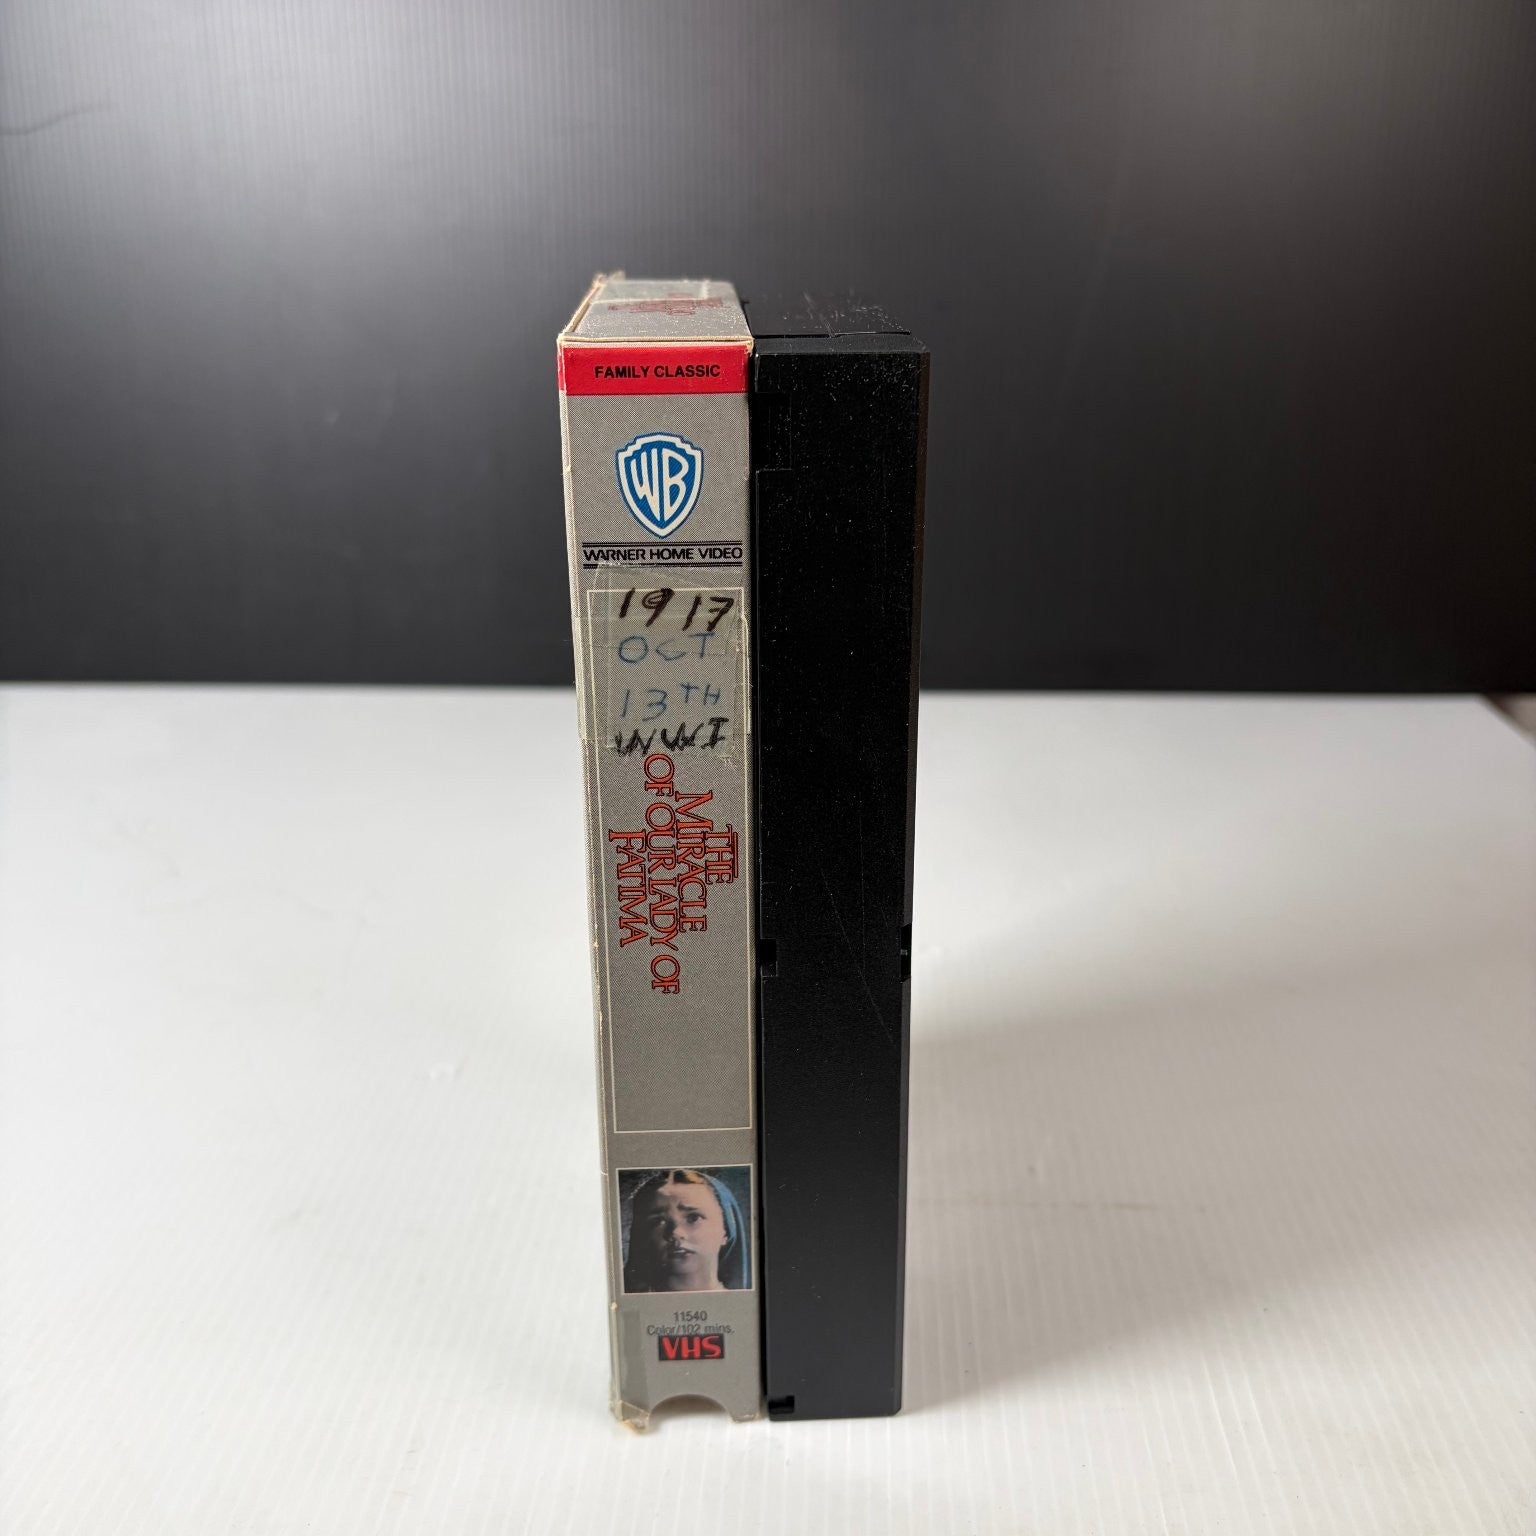 FAMILY CLASSIC
WB
WARNER HOME VIDEO
1917
OCT
13TH
WWI
THE
MIRACLE
OF OUR LADY OF
FATIMA
11540
Color/102 mins.
VHS